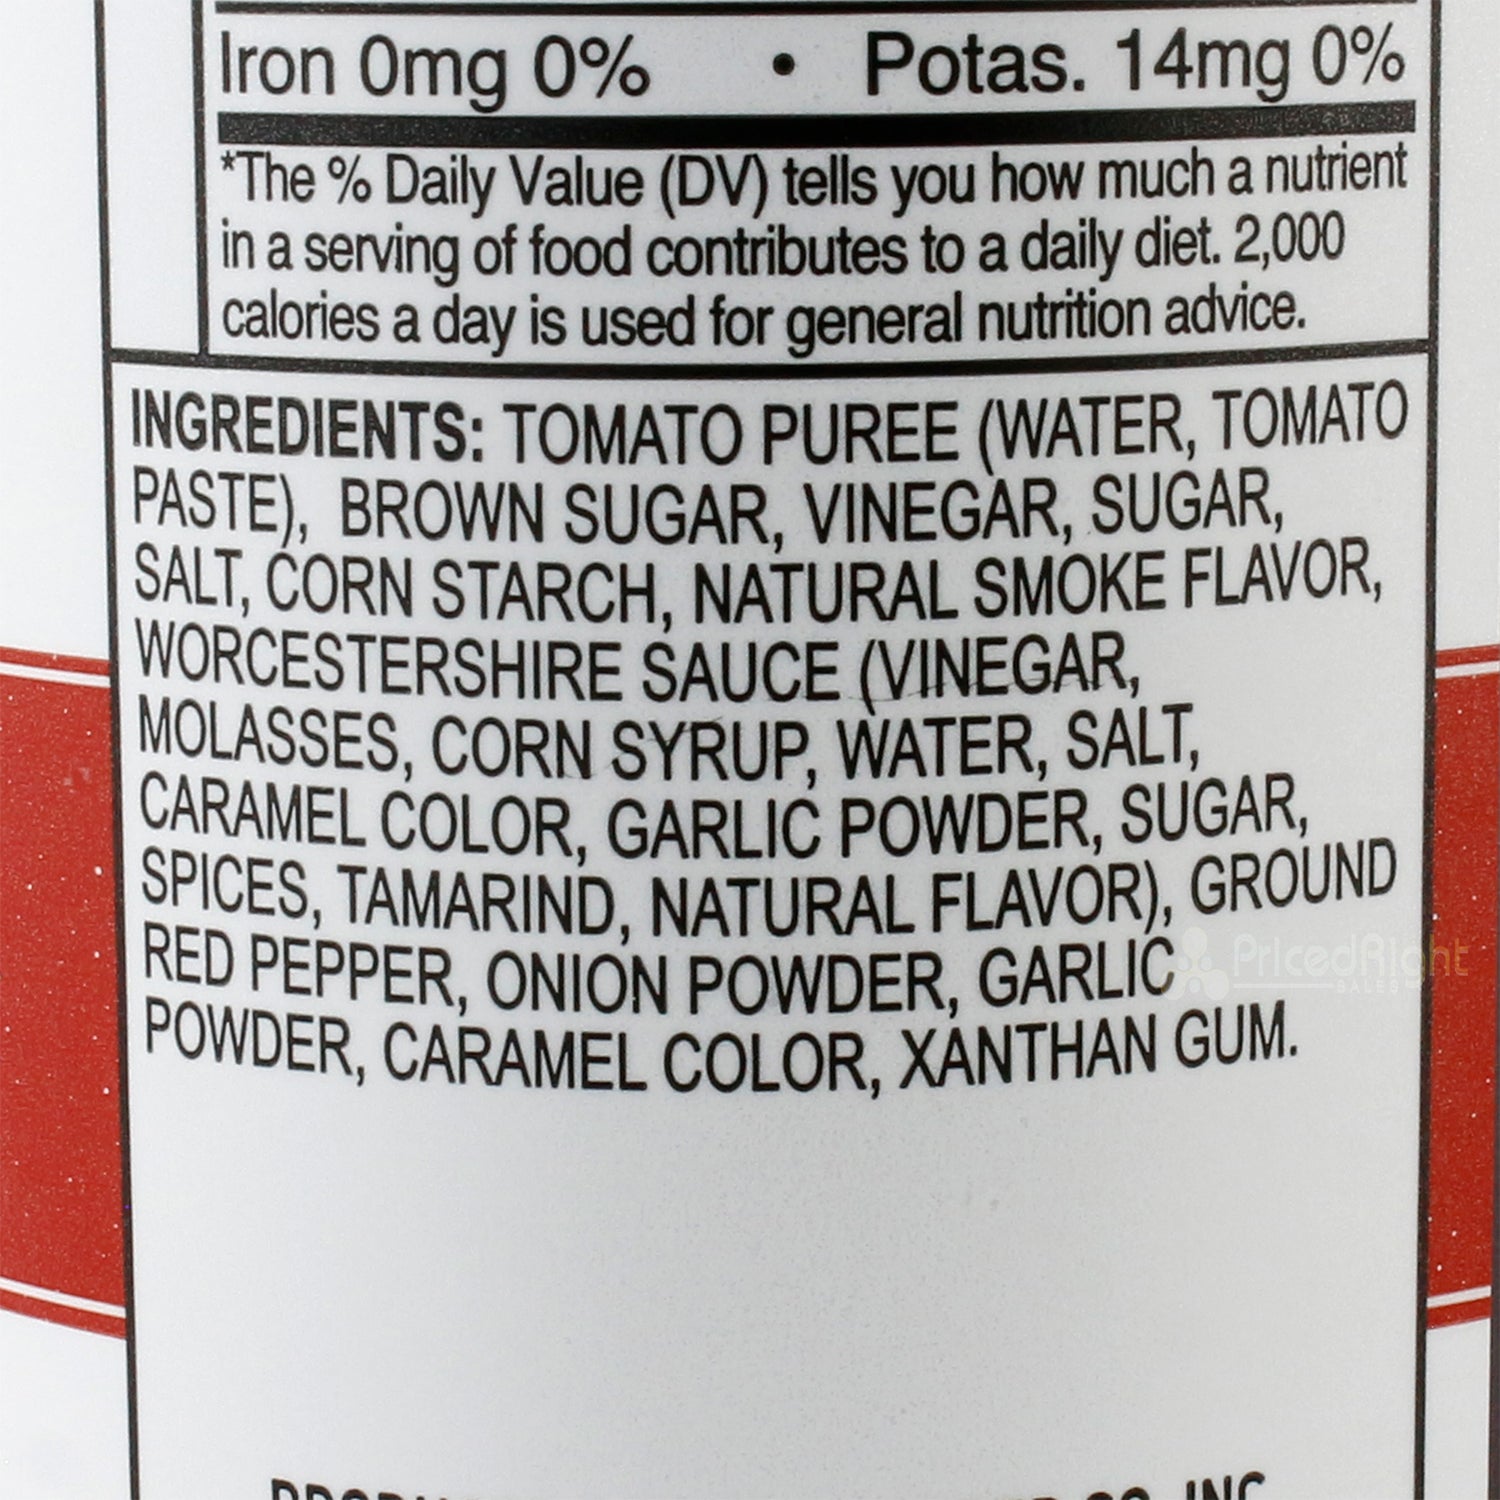 Iron 0mg 0% • Potas. 14mg 0%
*The % Daily Value (DV) tells you how much a nutrient
in a serving of food contributes to a daily diet. 2,000
calories a day is used for general nutrition advice.
INGREDIENTS: TOMATO PUREE (WATER, TOMATO
PASTE), BROWN SUGAR, VINEGAR, SUGAR,
SALT, CORN STARCH, NATURAL SMOKE FLAVOR,
WORCESTERSHIRE SAUCE (VINEGAR,
MOLASSES, CORN SYRUP, WATER, SALT,
CARAMEL COLOR, GARLIC POWDER, SUGAR,
SPICES, TAMARIND, NATURAL FLAVOR), GROUND
RED PEPPER, ONION POWDER, GARLIC
POWDER, CARAMEL COLOR, XANTHAN GUM.
PricedRight
SALES